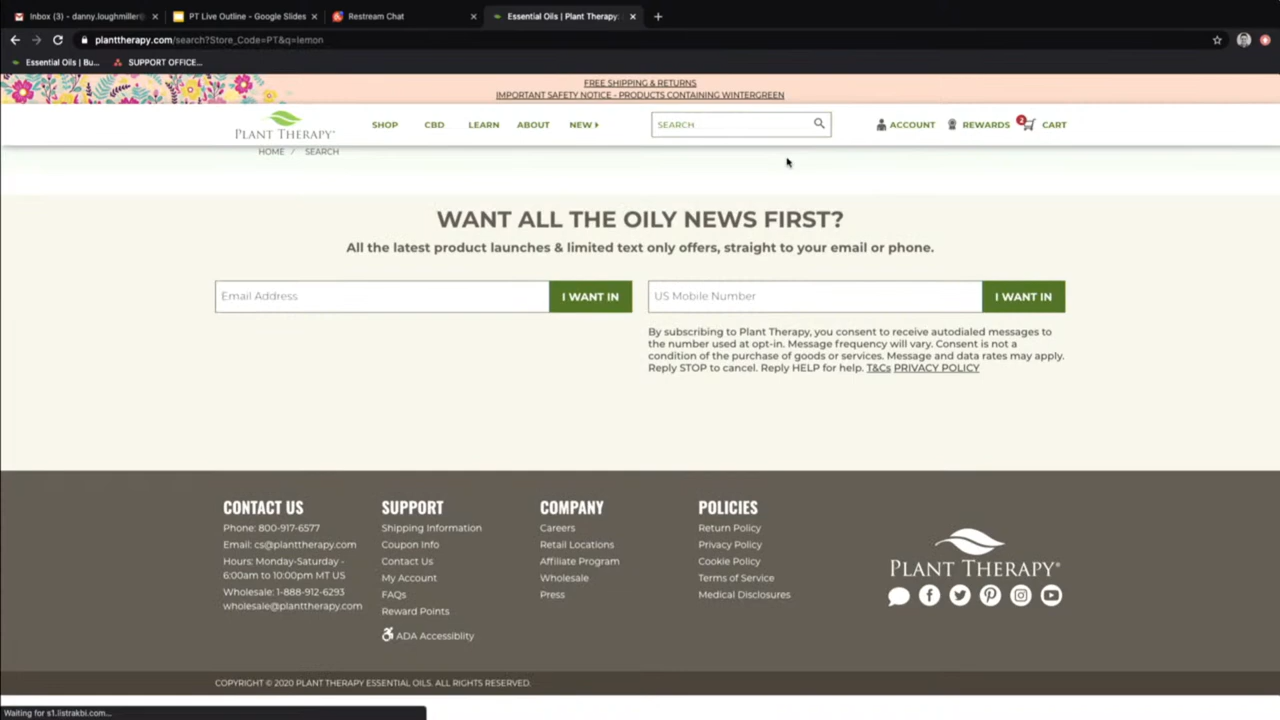 Inbox (3) - danny.loughmiller@
PT Live Outline - Google Slides
Restream Chat
Essential Oils | Plant Therapy:
planttherapy.com/search?Store_Code=PT&q=lemon
Essential Oils | Bu...
SUPPORT OFFICE...
FREE SHIPPING & RETURNS
IMPORTANT SAFETY NOTICE - PRODUCTS CONTAINING WINTERGREEN
PLANT THERAPY®
SHOP
CBD
LEARN
ABOUT
NEW
SEARCH
ACCOUNT
REWARDS
2
CART
HOME / SEARCH
WANT ALL THE OILY NEWS FIRST?
All the latest product launches & limited text only offers, straight to your email or phone.
Email Address
I WANT IN
US Mobile Number
I WANT IN
By subscribing to Plant Therapy, you consent to receive autodialed messages to
the number used at opt-in. Message frequency will vary. Consent is not a
condition of the purchase of goods or services. Message and data rates may apply.
Reply STOP to cancel. Reply HELP for help. T&Cs PRIVACY POLICY
CONTACT US
Phone: 800-917-6577
Email: cs@planttherapy.com
Hours: Monday-Saturday -
6:00am to 10:00pm MT US
Wholesale: 1-888-912-6293
wholesale@planttherapy.com
SUPPORT
Shipping Information
Coupon Info
Contact Us
My Account
FAQs
Reward Points
ADA Accessiblity
COMPANY
Careers
Retail Locations
Affiliate Program
Wholesale
Press
POLICIES
Return Policy
Privacy Policy
Cookie Policy
Terms of Service
Medical Disclosures
PLANT THERAPY®
COPYRIGHT © 2020 PLANT THERAPY ESSENTIAL OILS. ALL RIGHTS RESERVED.
Waiting for s1.listrakbi.com...